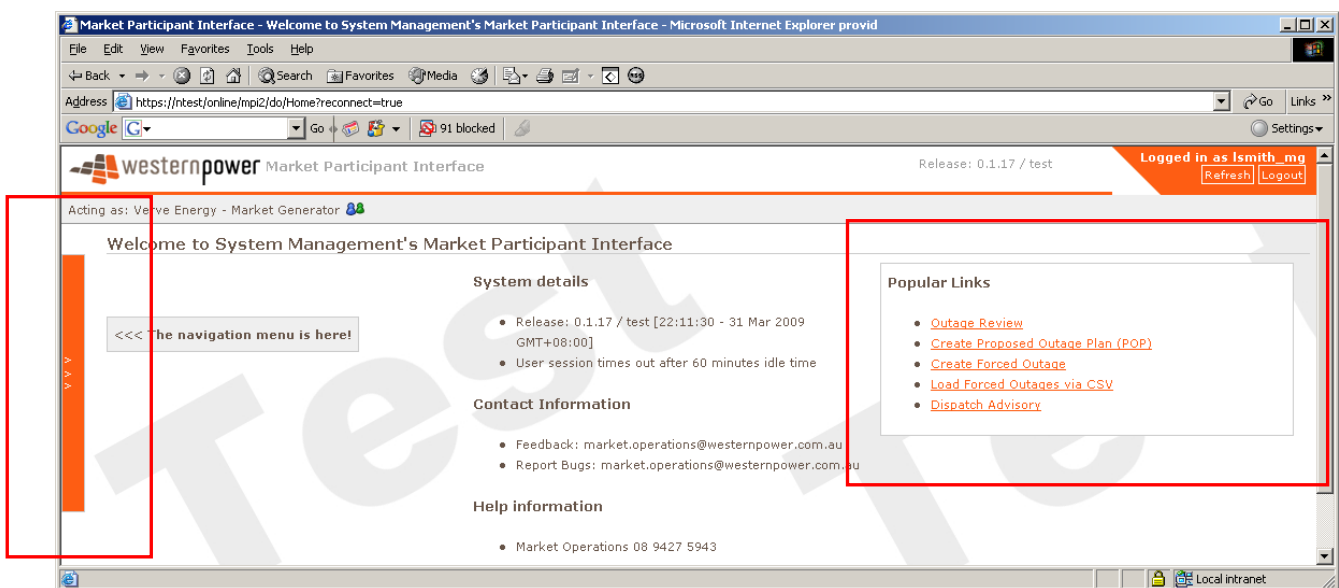 Market Participant Interface - Welcome to System Management's Market Participant Interface - Microsoft Internet Explorer provid
File Edit View Favorites Tools Help
Back Search Favorites Media
Address https://ntest/online/mpi2/do/Home?reconnect=true Go Links »
Google G Go 91 blocked Settings
westernpower Market Participant Interface Release: 0.1.17 / test Logged in as lsmith_mg
Refresh Logout
Acting as: Verve Energy - Market Generator
Welcome to System Management's Market Participant Interface
<<< The navigation menu is here!
> > >
System details
Release: 0.1.17 / test [22:11:30 - 31 Mar 2009
GMT+08:00]
User session times out after 60 minutes idle time
Contact Information
Feedback: market.operations@westernpower.com.au
Report Bugs: market.operations@westernpower.com.au
Help information
Market Operations 08 9427 5943
Popular Links
Outage Review
Create Proposed Outage Plan (POP)
Create Forced Outage
Load Forced Outages via CSV
Dispatch Advisory
Test
Te
Local intranet